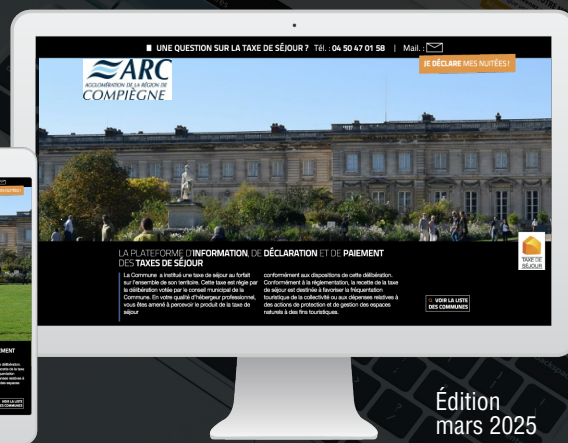 UNE QUESTION SUR LA TAXE DE SÉJOUR ? Tél. : 04 50 47 01 58 | Mail. :
JE DÉCLARE MES NUITÉES !
ARC
AGGLOMÉRATION DE LA RÉGION DE
COMPIÈGNE
LA PLATEFORME D'INFORMATION, DE DÉCLARATION ET DE PAIEMENT
DES TAXES DE SÉJOUR
La Commune a institué une taxe de séjour au forfait
sur l'ensemble de son territoire. Cette taxe est régie par
la délibération votée par le conseil municipal de la
Commune. En votre qualité d'hébergeur professionnel,
vous êtes amené à percevoir le produit de la taxe de
séjour
conformément aux dispositions de cette délibération.
Conformément à la réglementation, la recette de la taxe
de séjour est destinée à favoriser la fréquentation
touristique de la collectivité ou aux dépenses relatives à
des actions de protection et de gestion des espaces
naturels à des fins touristiques.
VOIR LA LISTE
DES COMMUNES
TAXE DE
SÉJOUR
VOIR LA LISTE
DES COMMUNES
Édition
mars 2025